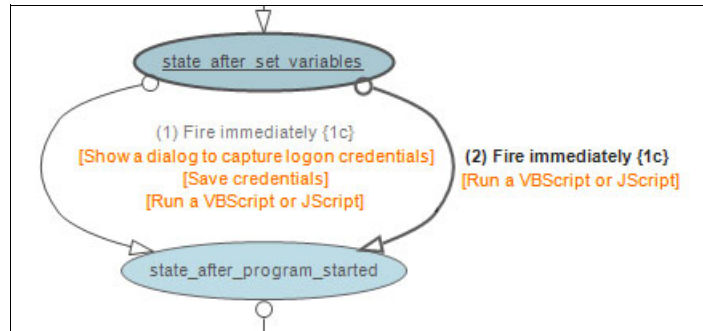 state_after_set_variables
(1) Fire immediately {1c}
[Show a dialog to capture logon credentials]
[Save credentials]
[Run a VBScript or JScript]
(2) Fire immediately {1c}
[Run a VBScript or JScript]
state_after_program_started